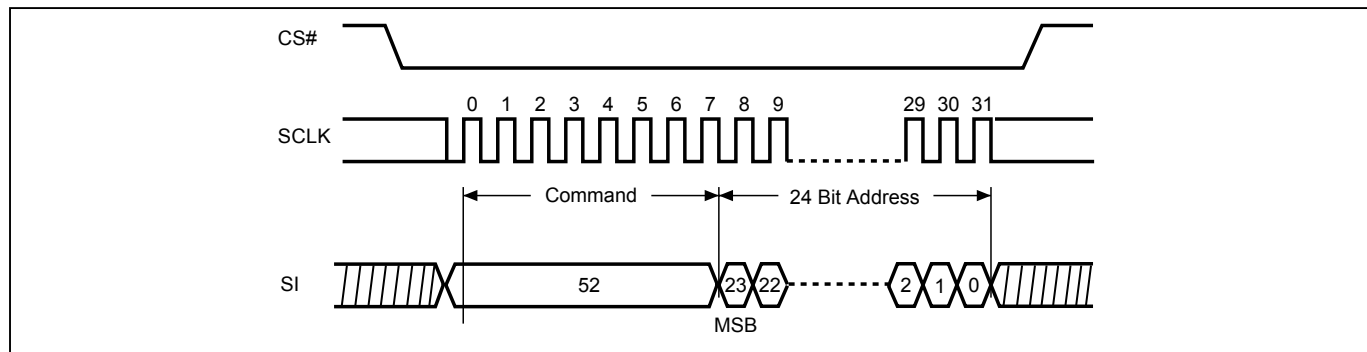 CS#
0 1 2 3 4 5 6 7 8 9 29 30 31
SCLK
Command 24 Bit Address
SI 52 23 22 2 1 0
MSB